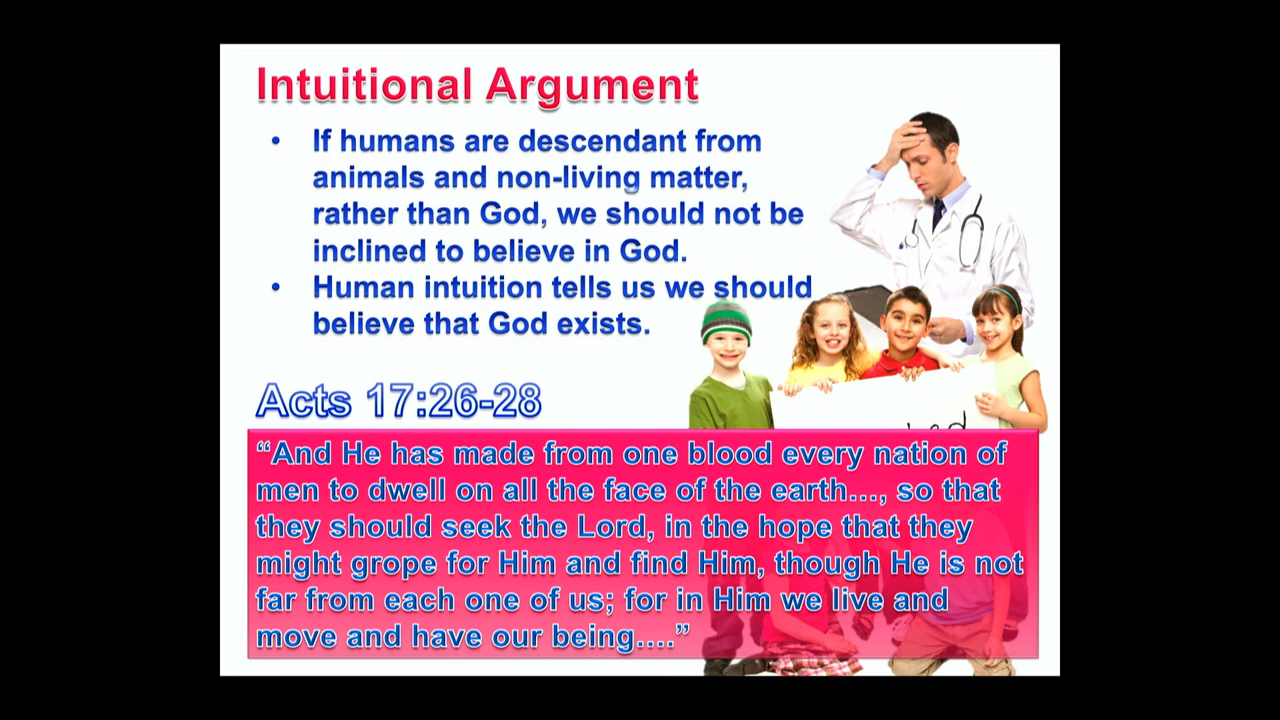 Intuitional Argument
• If humans are descendant from
animals and non-living matter,
rather than God, we should not be
inclined to believe in God.
• Human intuition tells us we should
believe that God exists.
Acts 17:26-28
“And He has made from one blood every nation of
men to dwell on all the face of the earth…, so that
they should seek the Lord, in the hope that they
might grope for Him and find Him, though He is not
far from each one of us; for in Him we live and
move and have our being….”